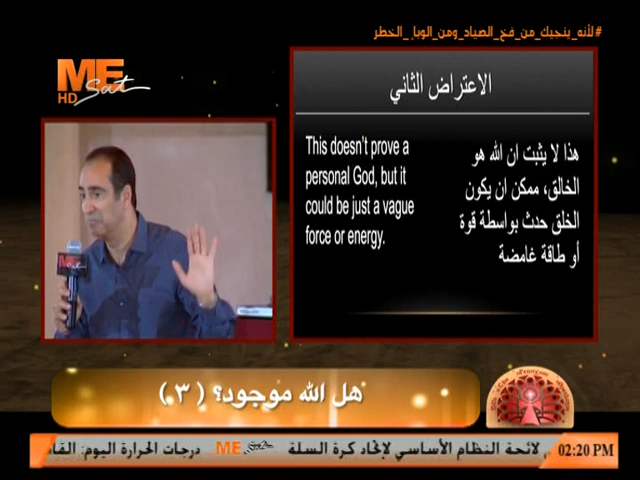 #لأنه_ينجيك_من_فخ_الصياد_ومن_الوبا_الخطر
ME
Sat
HD
الاعتراض الثاني
This doesn't prove a
personal God, but it
could be just a vague
force or energy.
هذا لا يثبت ان الله هو
الخالق، ممكن ان يكون
الخلق حدث بواسطة قوة
أو طاقة غامضة
ME
هل الله موجود؟ (٣)
لائحة النظام الأساسي لإتحاد كرة السلة ME Sat درجات الحرارة اليوم: القا
02:20 PM